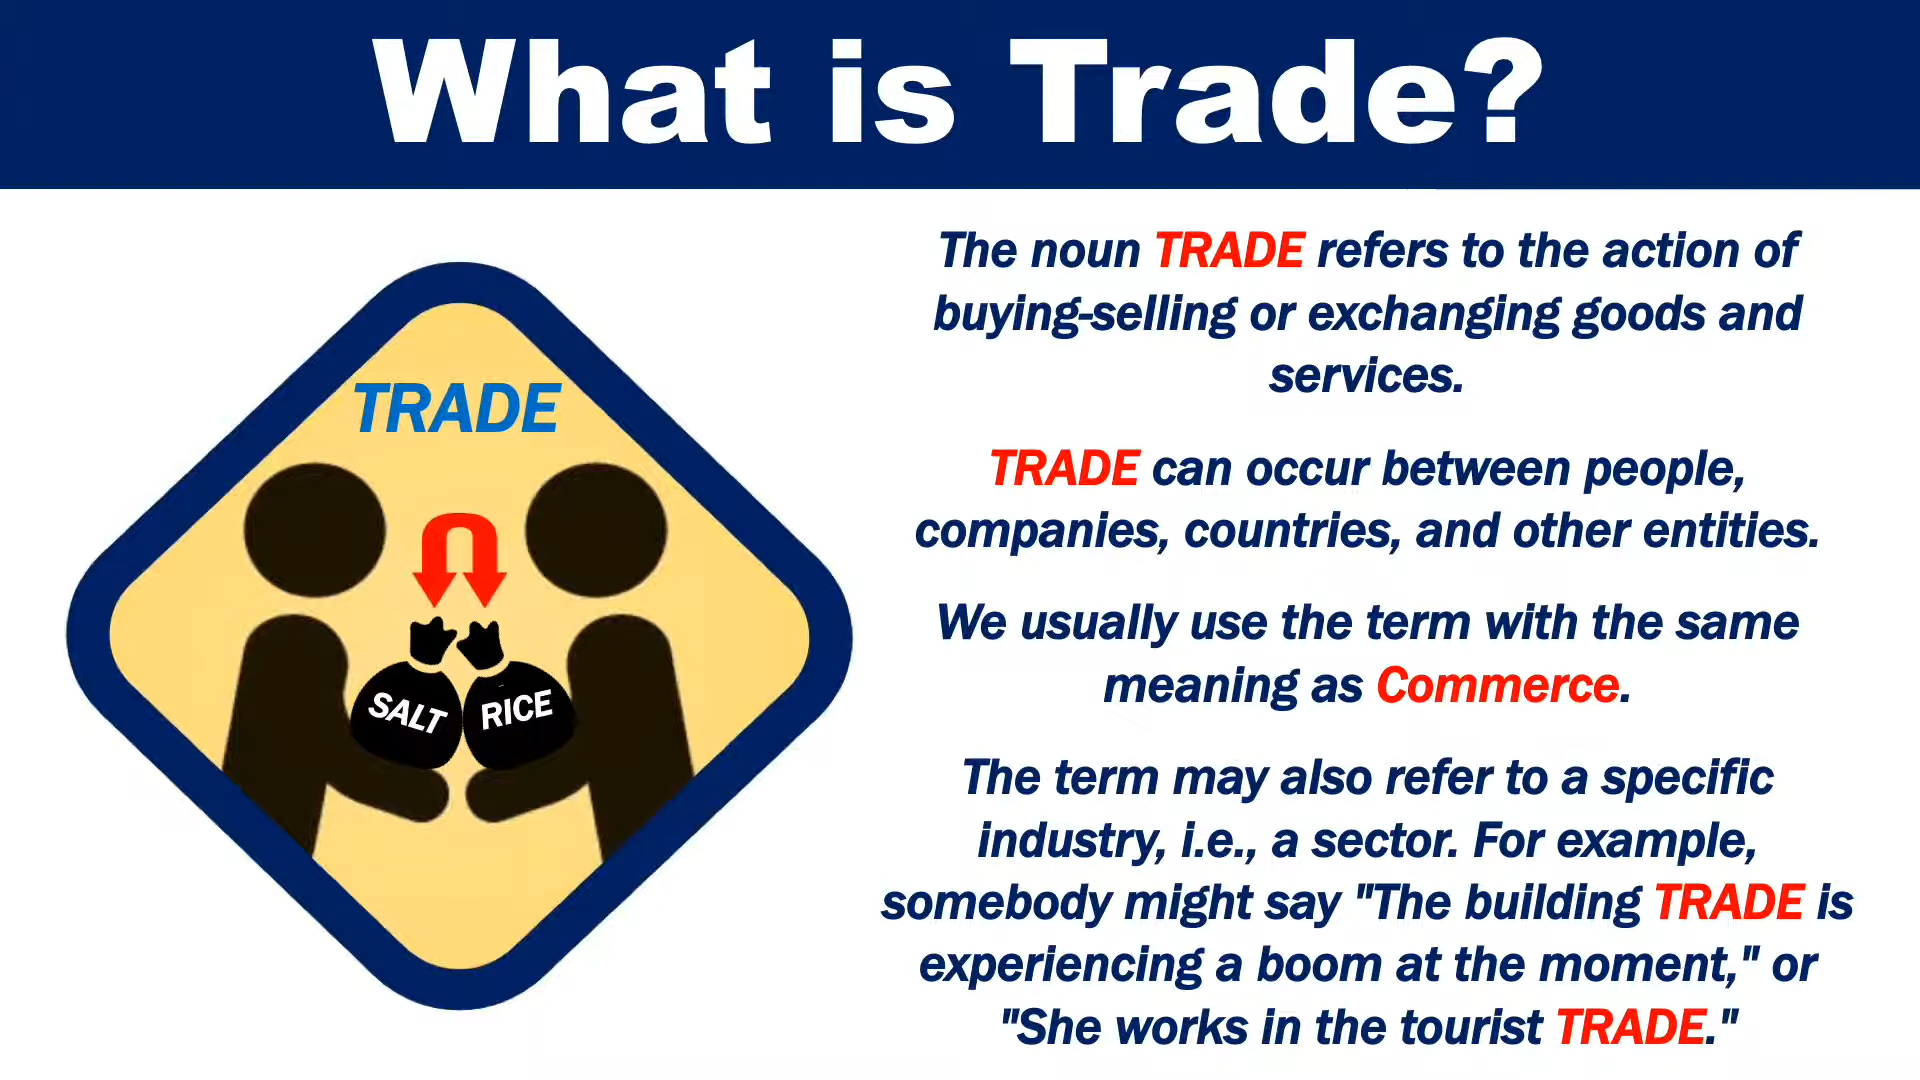 What is Trade?
TRADE
SALT
RICE
The noun TRADE refers to the action of
buying-selling or exchanging goods and
services.
TRADE can occur between people,
companies, countries, and other entities.
We usually use the term with the same
meaning as Commerce.
The term may also refer to a specific
industry, i.e., a sector. For example,
somebody might say "The building TRADE is
experiencing a boom at the moment," or
"She works in the tourist TRADE."